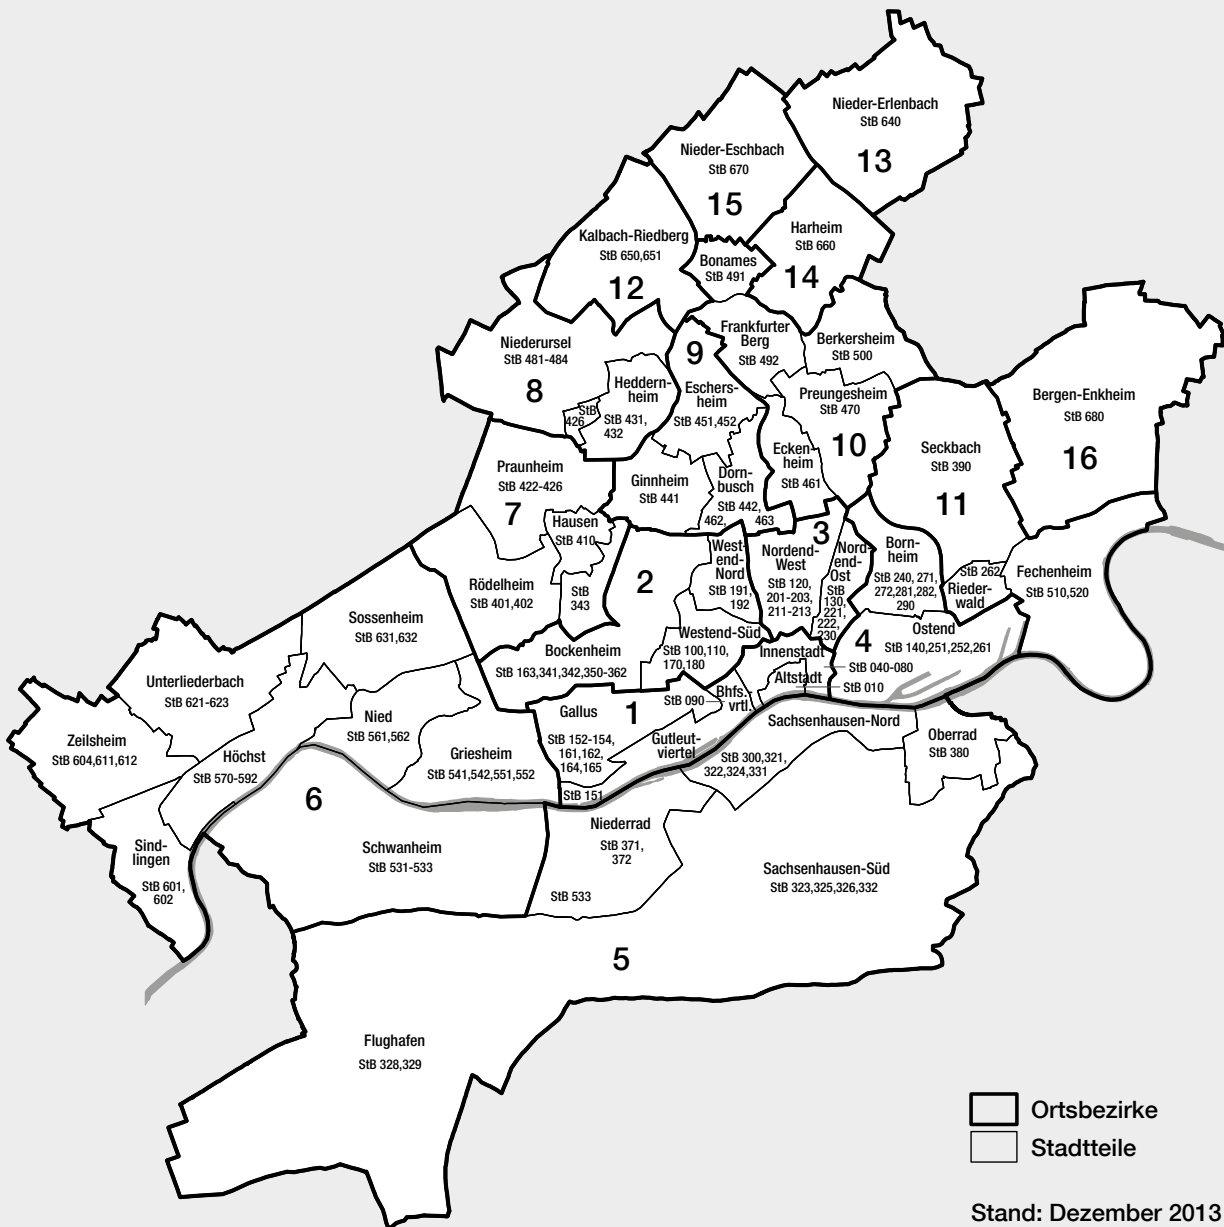 Nieder-Erlenbach
StB 640
13
Nieder-Eschbach
StB 670
15
Harheim
StB 660
14
Kalbach-Riedberg
StB 650,651
12
Bonames
StB 491
Niederursel
StB 481-484
8
Heddern-
heim
StB 431,
432
StB
426
9
Eschers-
heim
StB 451,452
Frankfurter
Berg
StB 492
Berkersheim
StB 500
Preungesheim
StB 470
10
Ecken-
heim
StB 461
Bergen-Enkheim
StB 680
16
Seckbach
StB 390
11
Praunheim
StB 422-426
7
Ginnheim
StB 441
Dorn-
busch
StB 442,
462,
463
Hausen
StB 410
Rödelheim
StB 401,402
StB
343
2
West-
end-
Nord
StB 191,
192
3
Nordend-
West
StB 120,
201-203,
211-213
Nor-
dend-
Ost
StB
130,
221,
222,
230
Born-
heim
StB 240, 271,
272,281,282,
290
StB 262
Rieder-
wald
Fechenheim
StB 510,520
Sossenheim
StB 631,632
Bockenheim
StB 163,341,342,350-362
Westend-Süd
StB 100,110,
170,180
Innenstadt
StB 040-080
Altstadt
StB 010
4
Ostend
StB 140,251,252,261
Unterliederbach
StB 621-623
Zeilsheim
StB 604,611,612
Höchst
StB 570-592
Nied
StB 561,562
Griesheim
StB 541,542,551,552
1
Gallus
StB 152-154,
161,162,
164,165
StB 090
Bhfs.-
vrtl.
Gutleut-
viertel
StB 151
Sachsenhausen-Nord
StB 300,321,
322,324,331
Oberrad
StB 380
6
Sind-
lingen
StB 601,
602
Schwanheim
StB 531-533
Niederrad
StB 371,
372
StB 533
Sachsenhausen-Süd
StB 323,325,326,332
5
Flughafen
StB 328,329
Ortsbezirke
Stadtteile
Stand: Dezember 2013